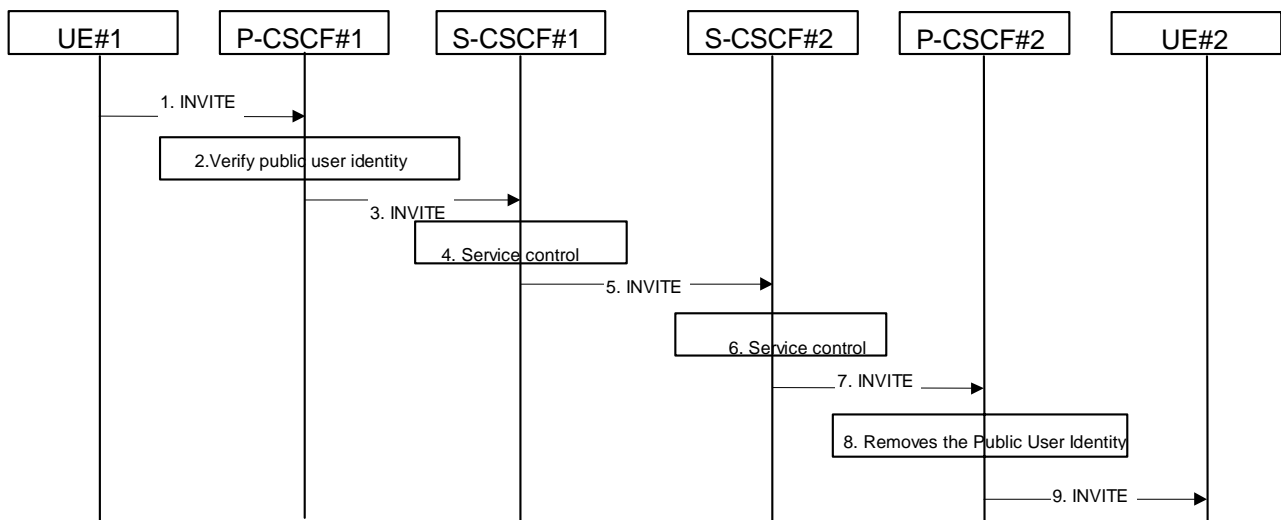 UE#1
P-CSCF#1
S-CSCF#1
S-CSCF#2
P-CSCF#2
UE#2
1. INVITE
2.Verify public user identity
3. INVITE
4. Service control
5. INVITE
6. Service control
7. INVITE
8. Removes the Public User Identity
9. INVITE